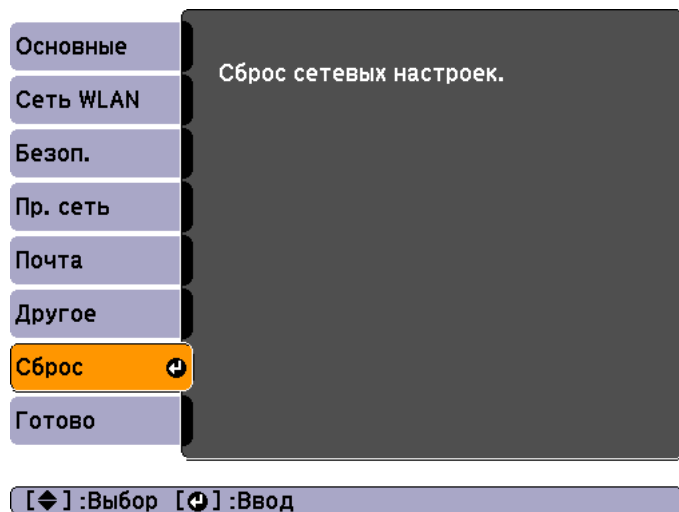 Основные
Сеть WLAN
Безоп.
Пр. сеть
Почта
Другое
Сброс
Готово
Сброс сетевых настроек.
[◆] :Выбор [⏎] :Ввод